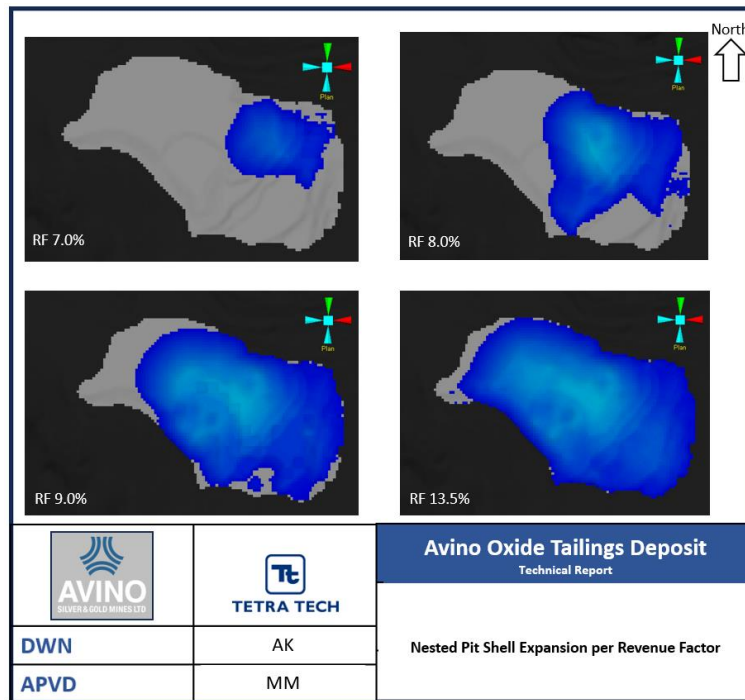 North
Plan
Plan
RF 7.0%
RF 8.0%
Plan
Plan
RF 9.0%
RF 13.5%
AVINO
SILVER & GOLD MINES LTD
Tt
TETRA TECH
Avino Oxide Tailings Deposit
Technical Report
DWN
AK
Nested Pit Shell Expansion per Revenue Factor
APVD
MM